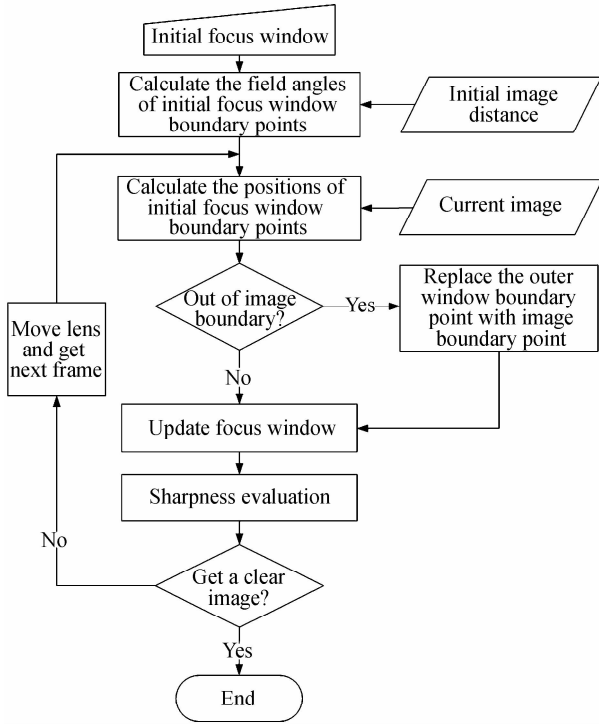 Initial focus window
Calculate the field angles
of initial focus window
boundary points
Initial image
distance
Calculate the positions of
initial focus window
boundary points
Current image
Out of image
boundary?
Yes
Replace the outer
window boundary
point with image
boundary point
Move lens
and get
next frame
No
Update focus window
Sharpness evaluation
No
Get a clear
image?
Yes
End